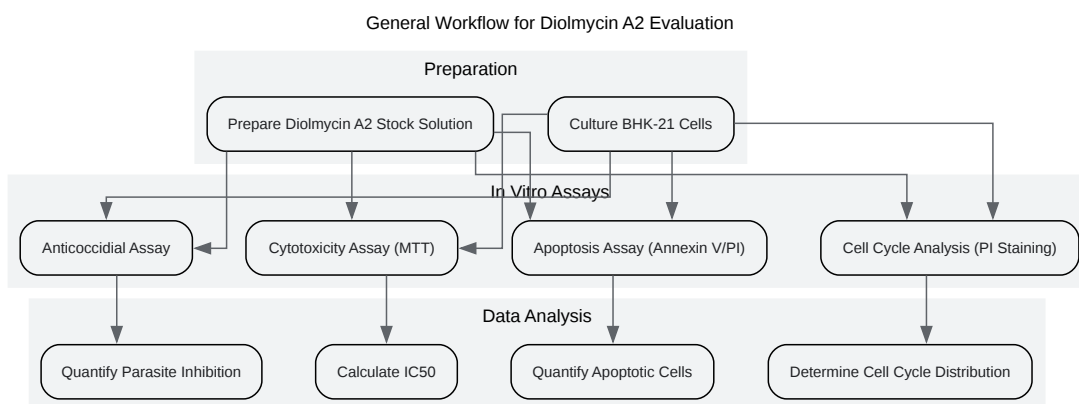 General Workflow for Diolmycin A2 Evaluation
Preparation
Prepare Diolmycin A2 Stock Solution
Culture BHK-21 Cells
In Vitro Assays
Anticoccidial Assay
Cytotoxicity Assay (MTT)
Apoptosis Assay (Annexin V/PI)
Cell Cycle Analysis (PI Staining)
Data Analysis
Quantify Parasite Inhibition
Calculate IC50
Quantify Apoptotic Cells
Determine Cell Cycle Distribution